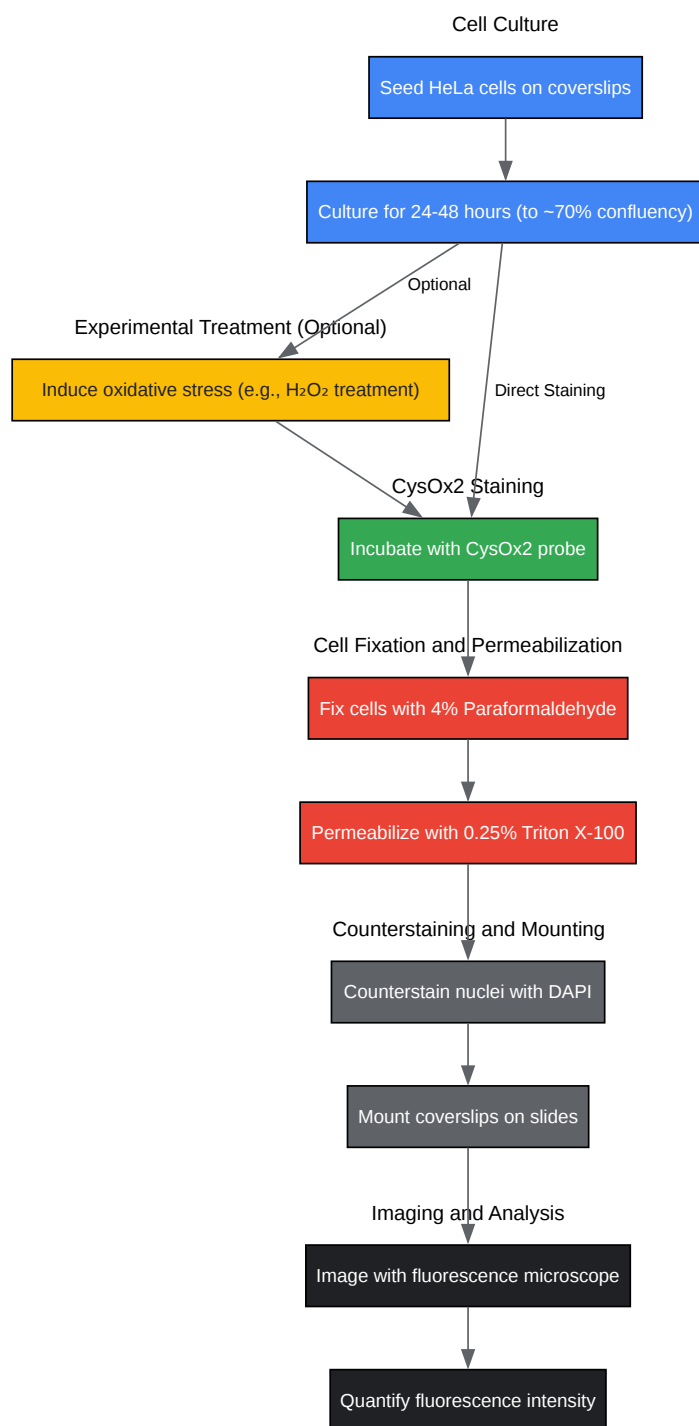 Cell Culture
Seed HeLa cells on coverslips
Culture for 24-48 hours (to ~70% confluency)
Optional
Experimental Treatment (Optional)
Induce oxidative stress (e.g., H₂O₂ treatment)
Direct Staining
CysOx2 Staining
Incubate with CysOx2 probe
Cell Fixation and Permeabilization
Fix cells with 4% Paraformaldehyde
Permeabilize with 0.25% Triton X-100
Counterstaining and Mounting
Counterstain nuclei with DAPI
Mount coverslips on slides
Imaging and Analysis
Image with fluorescence microscope
Quantify fluorescence intensity